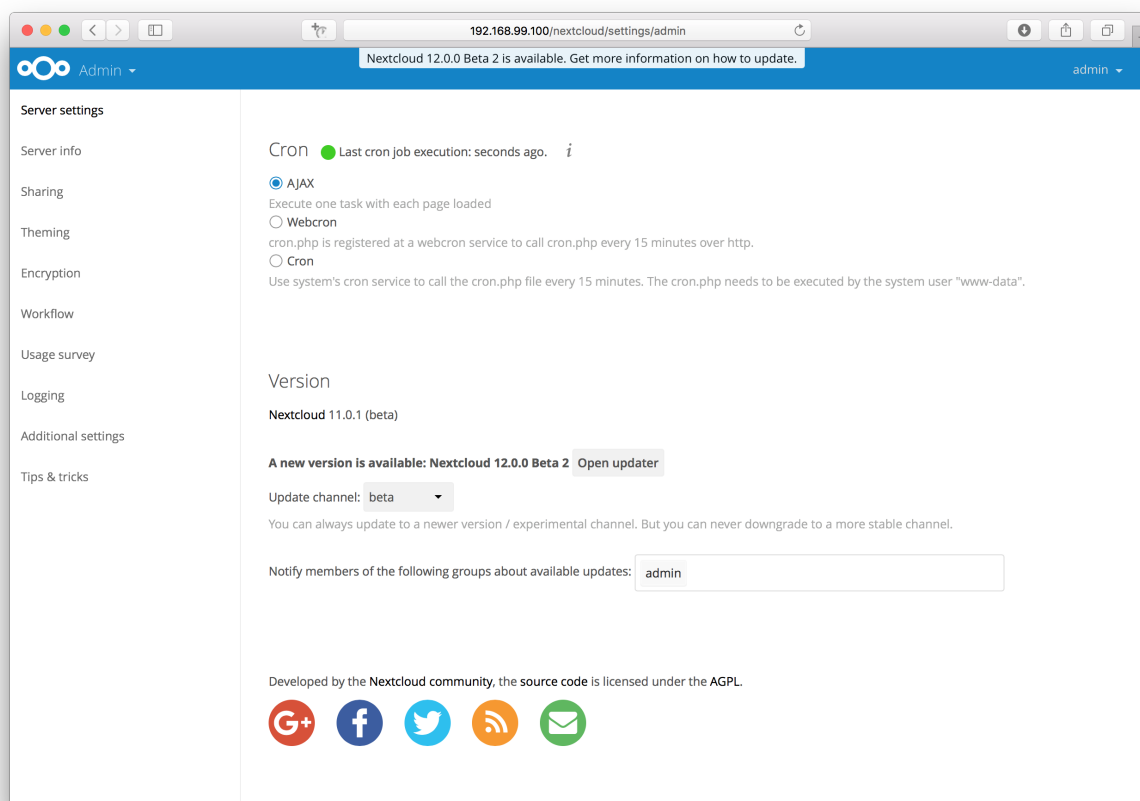 192.168.99.100/nextcloud/settings/admin
Nextcloud 12.0.0 Beta 2 is available. Get more information on how to update.
Admin
admin
Server settings
Server info
Sharing
Theming
Encryption
Workflow
Usage survey
Logging
Additional settings
Tips & tricks
Cron Last cron job execution: seconds ago. i
AJAX
Execute one task with each page loaded
Webcron
cron.php is registered at a webcron service to call cron.php every 15 minutes over http.
Cron
Use system's cron service to call the cron.php file every 15 minutes. The cron.php needs to be executed by the system user "www-data".
Version
Nextcloud 11.0.1 (beta)
A new version is available: Nextcloud 12.0.0 Beta 2 Open updater
Update channel: beta
You can always update to a newer version / experimental channel. But you can never downgrade to a more stable channel.
Notify members of the following groups about available updates: admin
Developed by the Nextcloud community, the source code is licensed under the AGPL.
G+ f